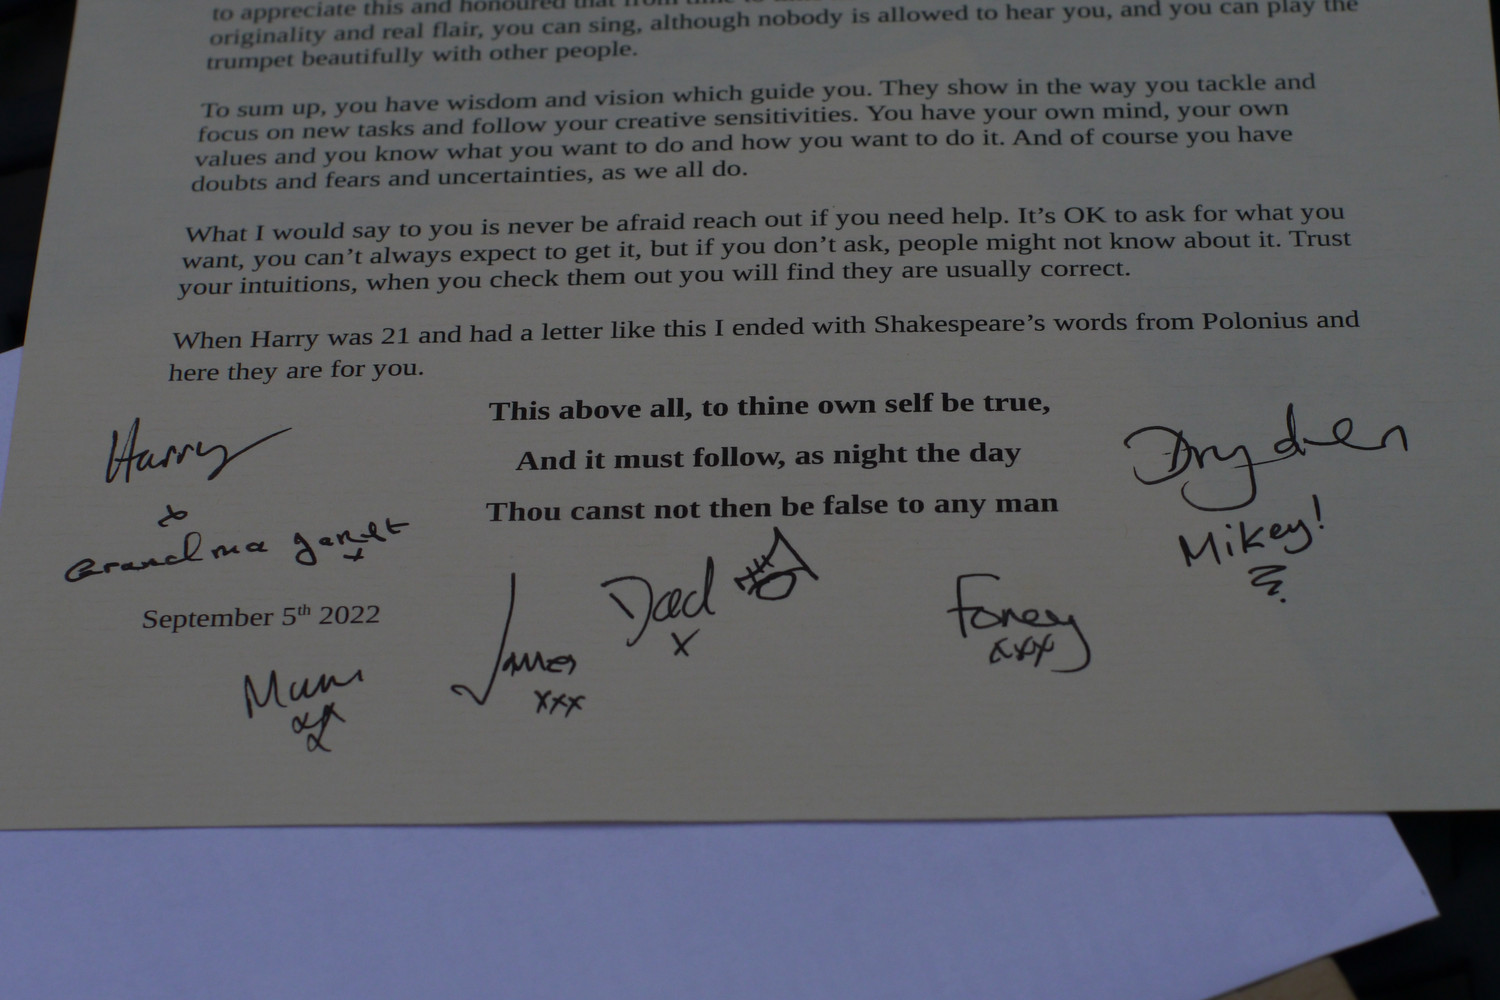 to appreciate this and honoured that from time to
originality and real flair, you can sing, although nobody is allowed to hear you, and you can play the
trumpet beautifully with other people.
To sum up, you have wisdom and vision which guide you. They show in the way you tackle and
focus on new tasks and follow your creative sensitivities. You have your own mind, your own
values and you know what you want to do and how you want to do it. And of course you have
doubts and fears and uncertainties, as we all do.
What I would say to you is never be afraid reach out if you need help. It's OK to ask for what you
want, you can't always expect to get it, but if you don't ask, people might not know about it. Trust
your intuitions, when you check them out you will find they are usually correct.
When Harry was 21 and had a letter like this I ended with Shakespeare's words from Polonius and
here they are for you.
This above all, to thine own self be true,
And it must follow, as night the day
Thou canst not then be false to any man
Harry
x
Dryden
Mikey!
Grandma Janet
x
September 5th 2022
Dad
x
Foney
xxx
James
xxx
Mum
xxx